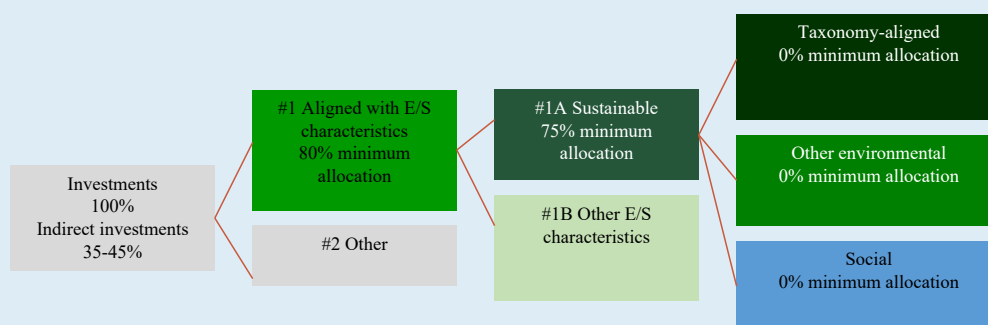 Investments
100%
Indirect investments
35-45%
#1 Aligned with E/S
characteristics
80% minimum
allocation
#2 Other
#1A Sustainable
75% minimum
allocation
#1B Other E/S
characteristics
Taxonomy-aligned
0% minimum allocation
Other environmental
0% minimum allocation
Social
0% minimum allocation